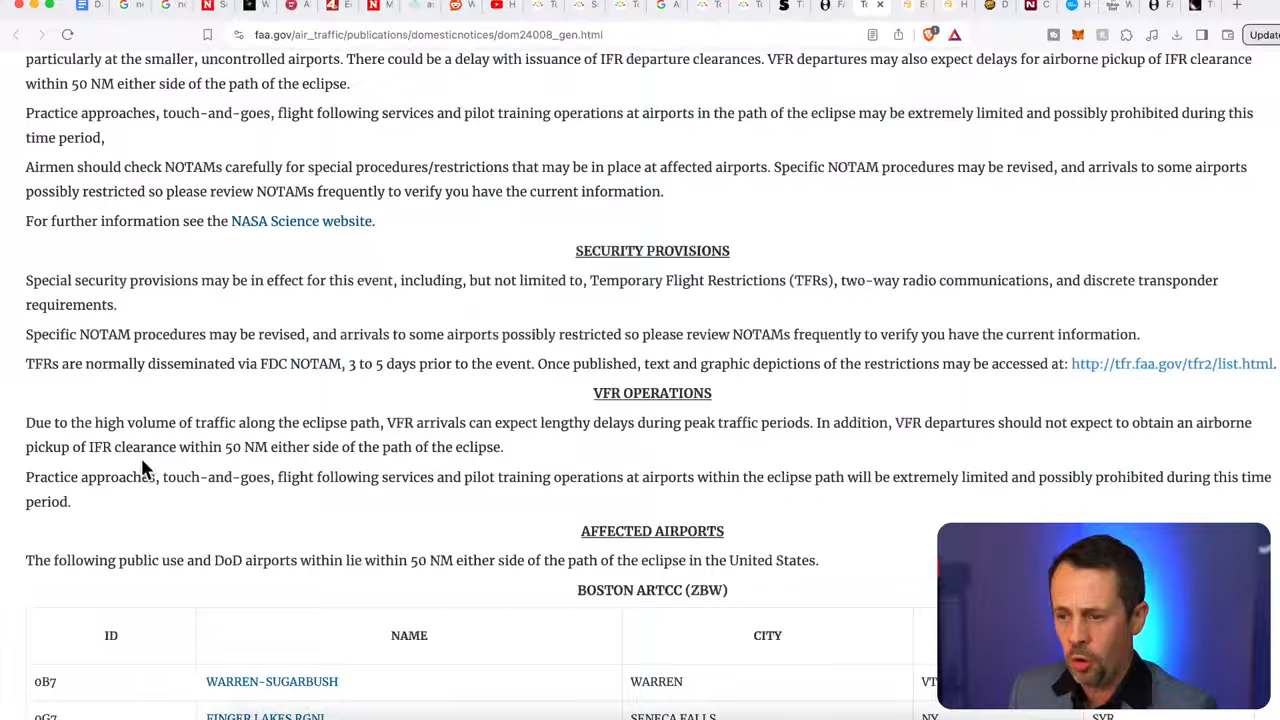 faa.gov/air_traffic/publications/domesticnotices/dom24008_gen.html
Update
particularly at the smaller, uncontrolled airports. There could be a delay with issuance of IFR departure clearances. VFR departures may also expect delays for airborne pickup of IFR clearance
within 50 NM either side of the path of the eclipse.
Practice approaches, touch-and-goes, flight following services and pilot training operations at airports in the path of the eclipse may be extremely limited and possibly prohibited during this
time period,
Airmen should check NOTAMs carefully for special procedures/restrictions that may be in place at affected airports. Specific NOTAM procedures may be revised, and arrivals to some airports
possibly restricted so please review NOTAMs frequently to verify you have the current information.
For further information see the NASA Science website.
SECURITY PROVISIONS
Special security provisions may be in effect for this event, including, but not limited to, Temporary Flight Restrictions (TFRs), two-way radio communications, and discrete transponder
requirements.
Specific NOTAM procedures may be revised, and arrivals to some airports possibly restricted so please review NOTAMs frequently to verify you have the current information.
TFRs are normally disseminated via FDC NOTAM, 3 to 5 days prior to the event. Once published, text and graphic depictions of the restrictions may be accessed at: http://tfr.faa.gov/tfr2/list.html.
VFR OPERATIONS
Due to the high volume of traffic along the eclipse path, VFR arrivals can expect lengthy delays during peak traffic periods. In addition, VFR departures should not expect to obtain an airborne
pickup of IFR clearance within 50 NM either side of the path of the eclipse.
Practice approaches, touch-and-goes, flight following services and pilot training operations at airports within the eclipse path will be extremely limited and possibly prohibited during this time
period.
AFFECTED AIRPORTS
The following public use and DoD airports within lie within 50 NM either side of the path of the eclipse in the United States.
BOSTON ARTCC (ZBW)
ID NAME CITY
0B7 WARREN-SUGARBUSH WARREN VT
0G7 FINGER LAKES RGNL SENECA FALLS NY SYR